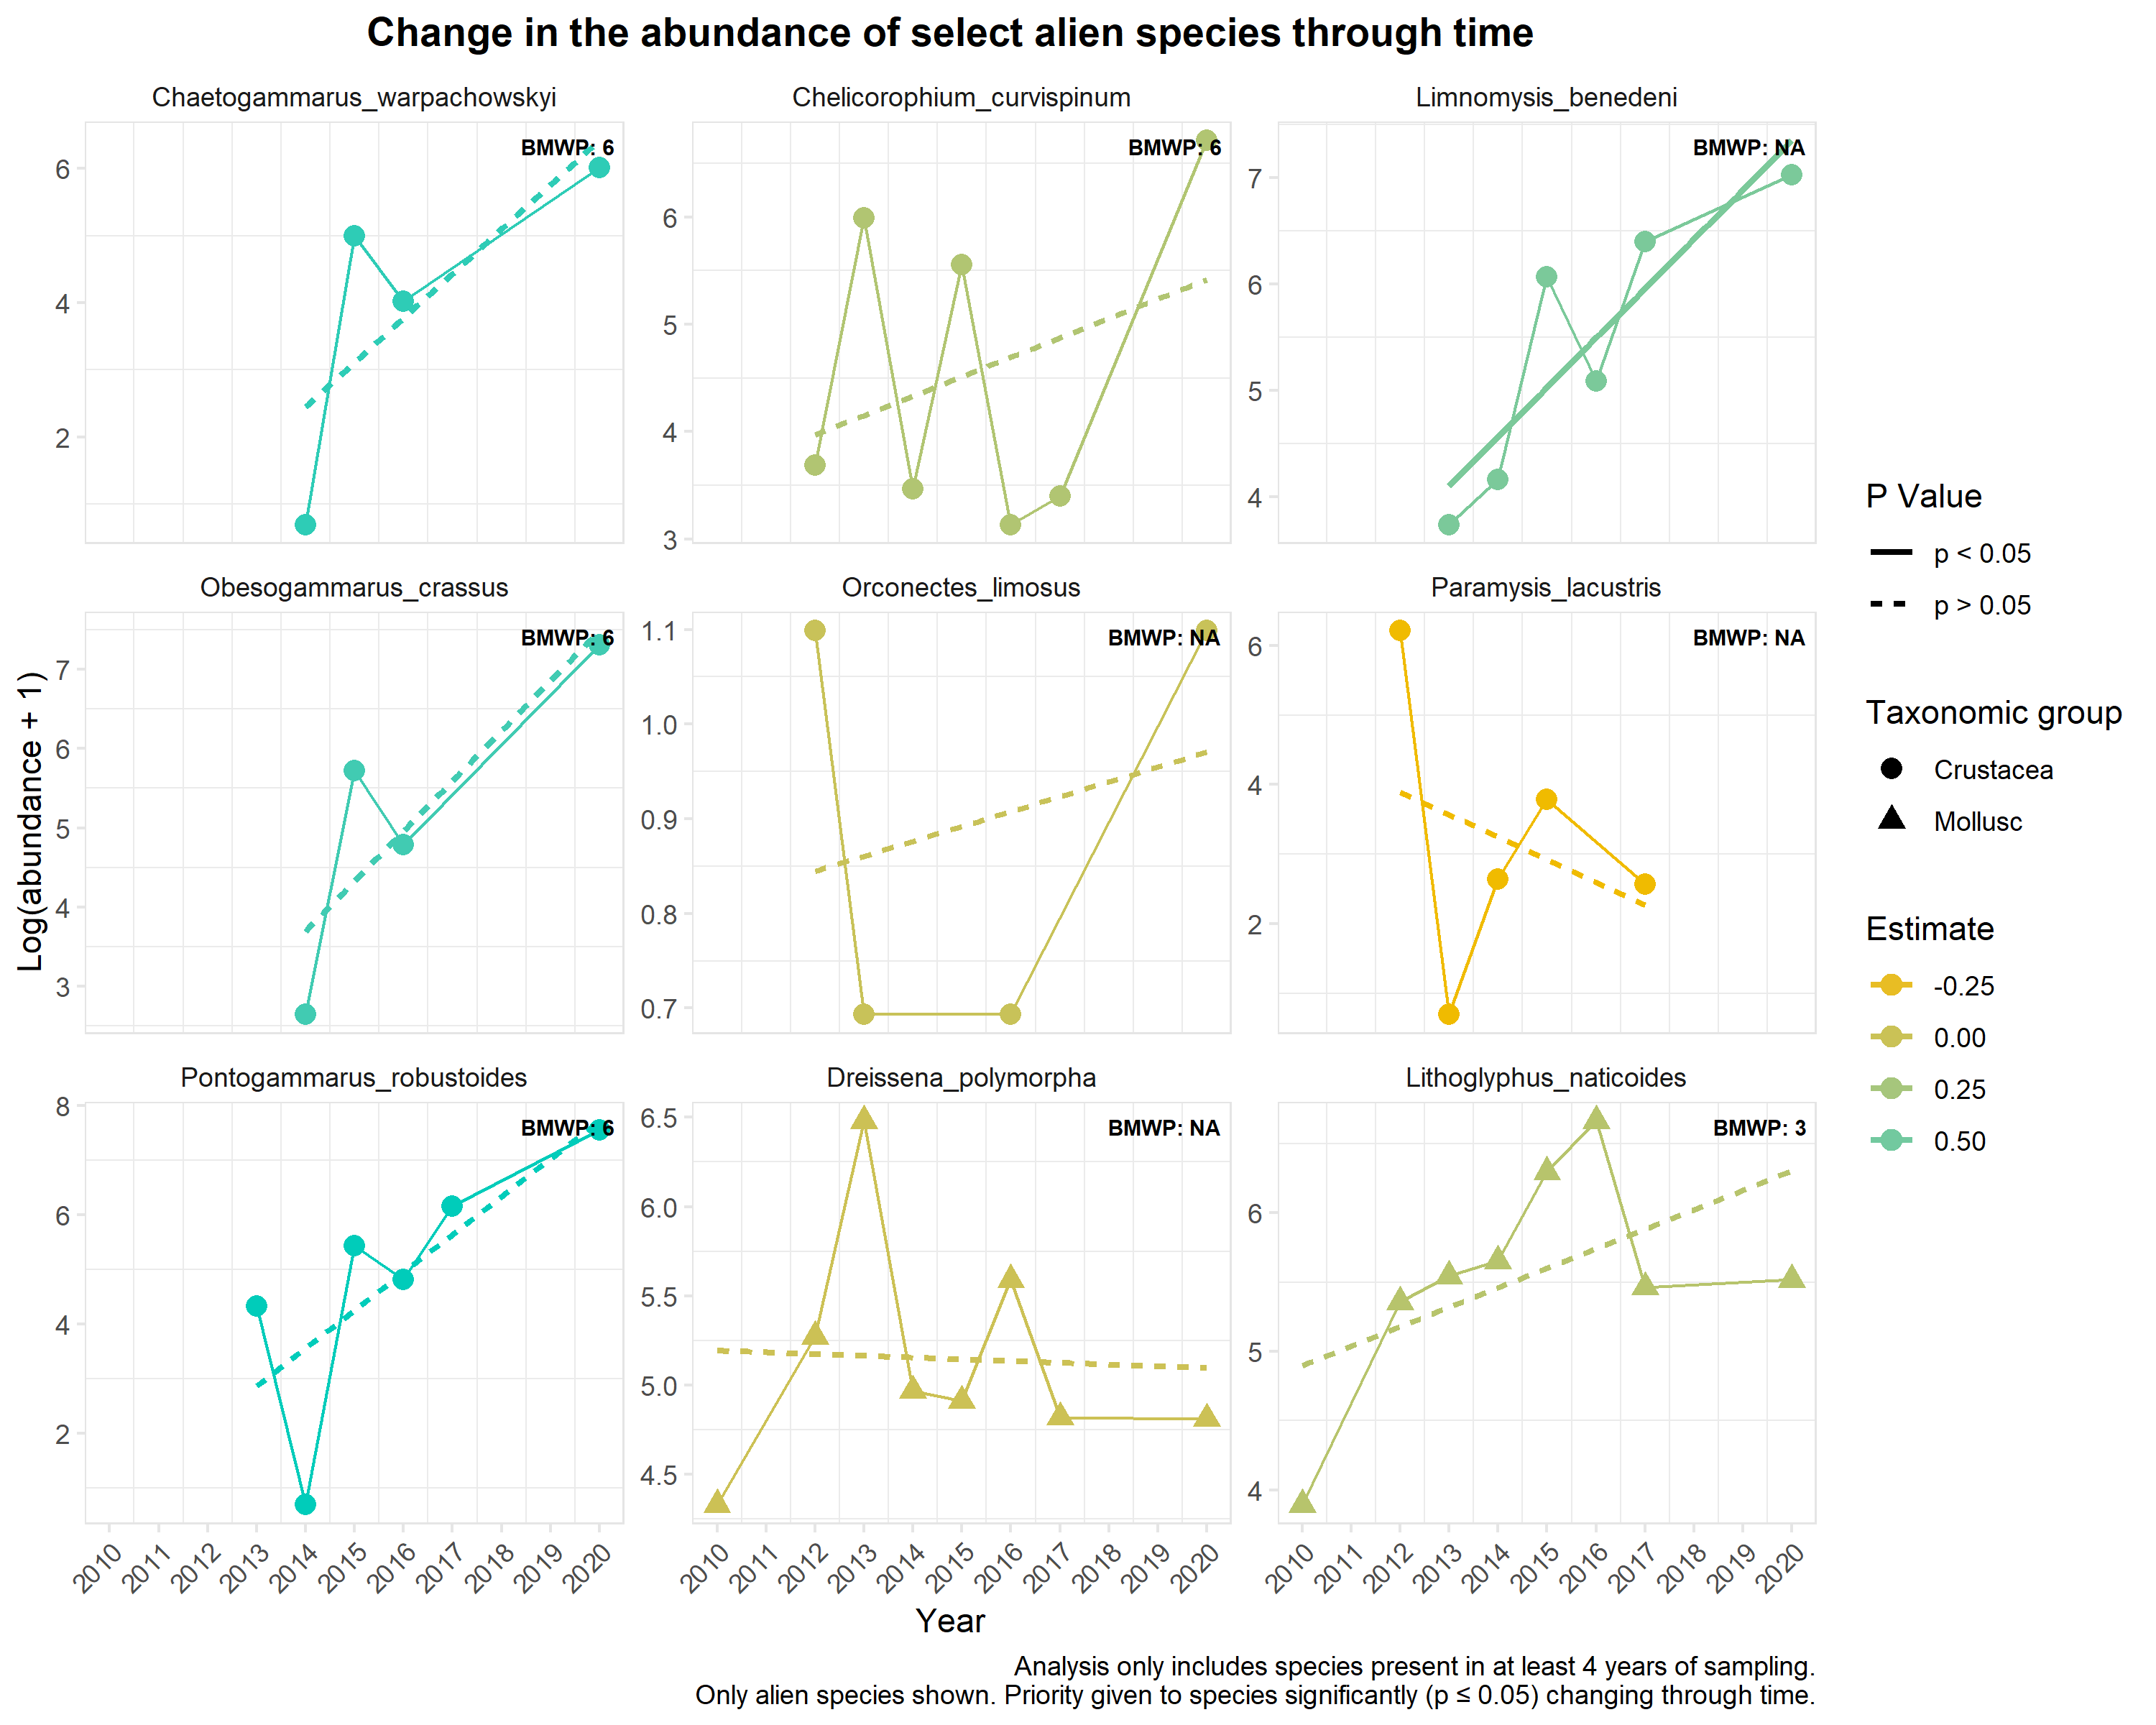 Change in the abundance of select alien species through time
Chaetogammarus_warpachowskyi
BMWP: 6
6
4
2
Chelicorophium_curvispinum
BMWP: 6
6
5
4
3
Limnomysis_benedeni
BMWP: NA
7
6
5
4
Obesogammarus_crassus
BMWP: 6
7
6
5
4
3
Orconectes_limosus
BMWP: NA
1.1
1.0
0.9
0.8
0.7
Paramysis_lacustris
BMWP: NA
6
4
2
Pontogammarus_robustoides
BMWP: 6
8
6
4
2
2010 2011 2012 2013 2014 2015 2016 2017 2018 2019 2020
Dreissena_polymorpha
BMWP: NA
6.5
6.0
5.5
5.0
4.5
2010 2011 2012 2013 2014 2015 2016 2017 2018 2019 2020
Lithoglyphus_naticoides
BMWP: 3
6
5
4
2010 2011 2012 2013 2014 2015 2016 2017 2018 2019 2020
Log(abundance + 1)
Year
P Value
p < 0.05
p > 0.05
Taxonomic group
Crustacea
Mollusc
Estimate
-0.25
0.00
0.25
0.50
Analysis only includes species present in at least 4 years of sampling.
Only alien species shown. Priority given to species significantly (p ≤ 0.05) changing through time.